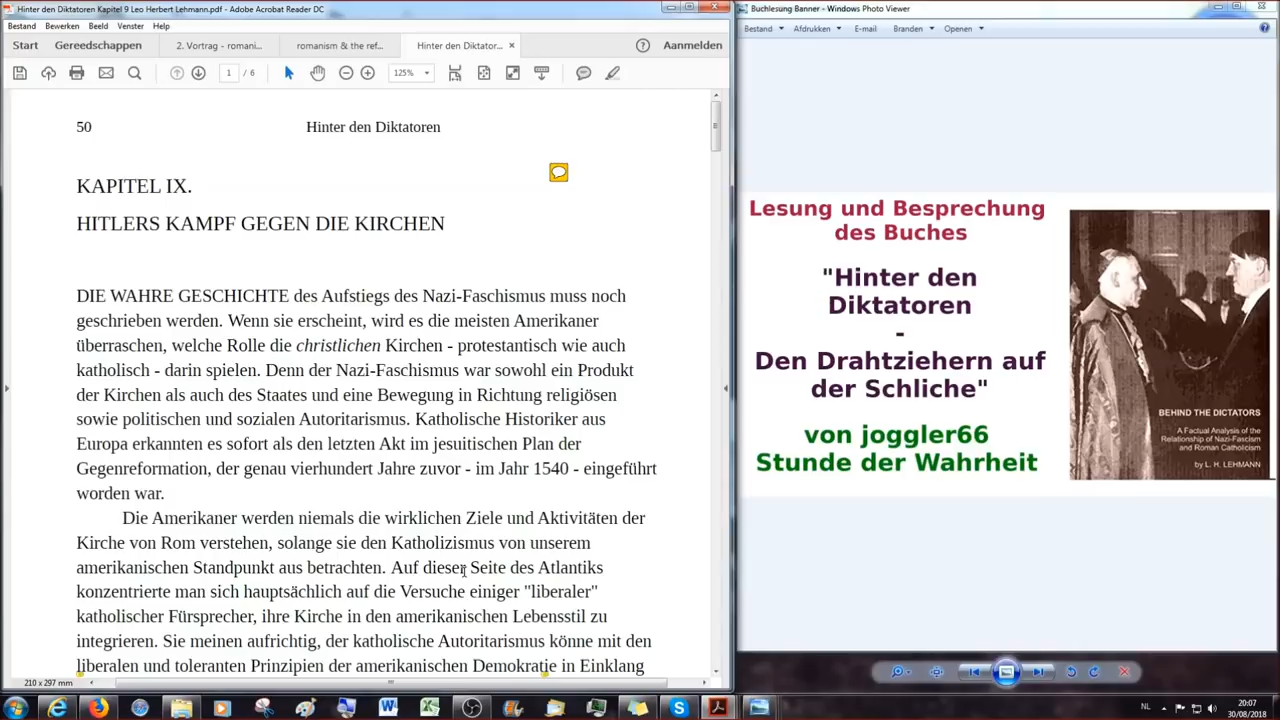 Hinter den Diktatoren Kapitel 9 Leo Herbert Lehmann.pdf - Adobe Acrobat Reader DC
Bestand Bewerken Beeld Venster Help
Start Gereedschappen 2. Vortrag - romani... romanism & the ref... Hinter den Diktator... × Aanmelden
1 / 6 125%
50 Hinter den Diktatoren
KAPITEL IX.
HITLERS KAMPF GEGEN DIE KIRCHEN
DIE WAHRE GESCHICHTE des Aufstiegs des Nazi-Faschismus muss noch
geschrieben werden. Wenn sie erscheint, wird es die meisten Amerikaner
überraschen, welche Rolle die christlichen Kirchen - protestantisch wie auch
katholisch - darin spielen. Denn der Nazi-Faschismus war sowohl ein Produkt
der Kirchen als auch des Staates und eine Bewegung in Richtung religiösen
sowie politischen und sozialen Autoritarismus. Katholische Historiker aus
Europa erkannten es sofort als den letzten Akt im jesuitischen Plan der
Gegenreformation, der genau vierhundert Jahre zuvor - im Jahr 1540 - eingeführt
worden war.
Die Amerikaner werden niemals die wirklichen Ziele und Aktivitäten der
Kirche von Rom verstehen, solange sie den Katholizismus von unserem
amerikanischen Standpunkt aus betrachten. Auf dieser Seite des Atlantiks
konzentrierte man sich hauptsächlich auf die Versuche einiger "liberaler"
katholischer Fürsprecher, ihre Kirche in den amerikanischen Lebensstil zu
integrieren. Sie meinen aufrichtig, der katholische Autoritarismus könne mit den
liberalen und toleranten Prinzipien der amerikanischen Demokratie in Einklang
210 x 297 mm
Buchlesung Banner - Windows Photo Viewer
Bestand Afdrukken E-mail Branden Openen
Lesung und Besprechung
des Buches
"Hinter den
Diktatoren
-
Den Drahtziehern auf
der Schliche"
von joggler66
Stunde der Wahrheit
BEHIND THE DICTATORS
A Factual Analysis of the
Relationship of Nazi-Fascism
and Roman Catholicism
by L. H. LEHMANN
NL
20:07
30/08/2018